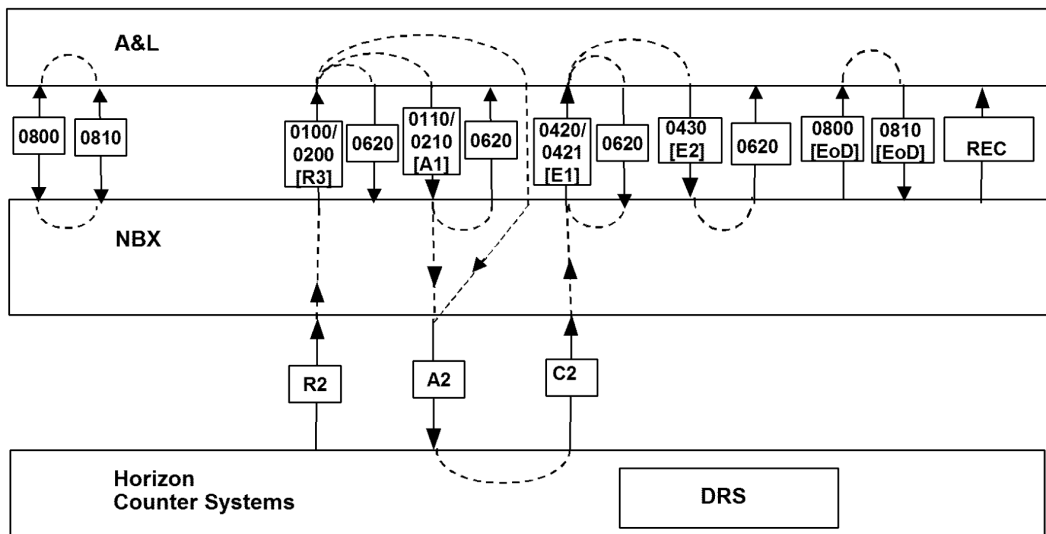 A&L
0800
0810
0100/
0200
[R3]
0620
0110/
0210
[A1]
0620
0420/
0421
[E1]
0620
0430
[E2]
0620
0800
[EoD]
0810
[EoD]
REC
NBX
R2
A2
C2
Horizon
Counter Systems
DRS